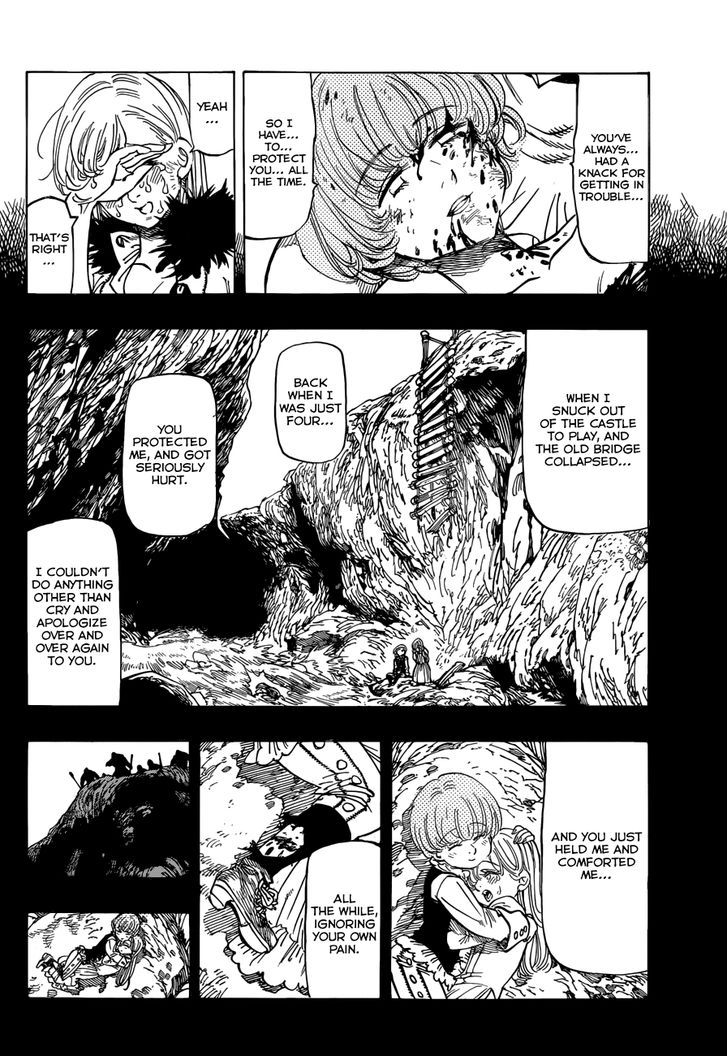 YOU'VE
ALWAYS...
HAD A
KNACK FOR
GETTING IN
TROUBLE...
SO I
HAVE...
TO...
PROTECT
YOU... ALL
THE TIME.
YEAH
...
THAT'S
RIGHT
...
WHEN I
SNUCK OUT
OF THE CASTLE
TO PLAY, AND
THE OLD BRIDGE
COLLAPSED...
BACK
WHEN I
WAS JUST
FOUR...
YOU
PROTECTED
ME, AND GOT
SERIOUSLY
HURT.
I COULDN'T
DO ANYTHING
OTHER THAN
CRY AND
APOLOGIZE
OVER AND
OVER AGAIN
TO YOU.
AND YOU JUST
HELD ME AND
COMFORTED
ME...
ALL
THE WHILE,
IGNORING
YOUR OWN
PAIN.